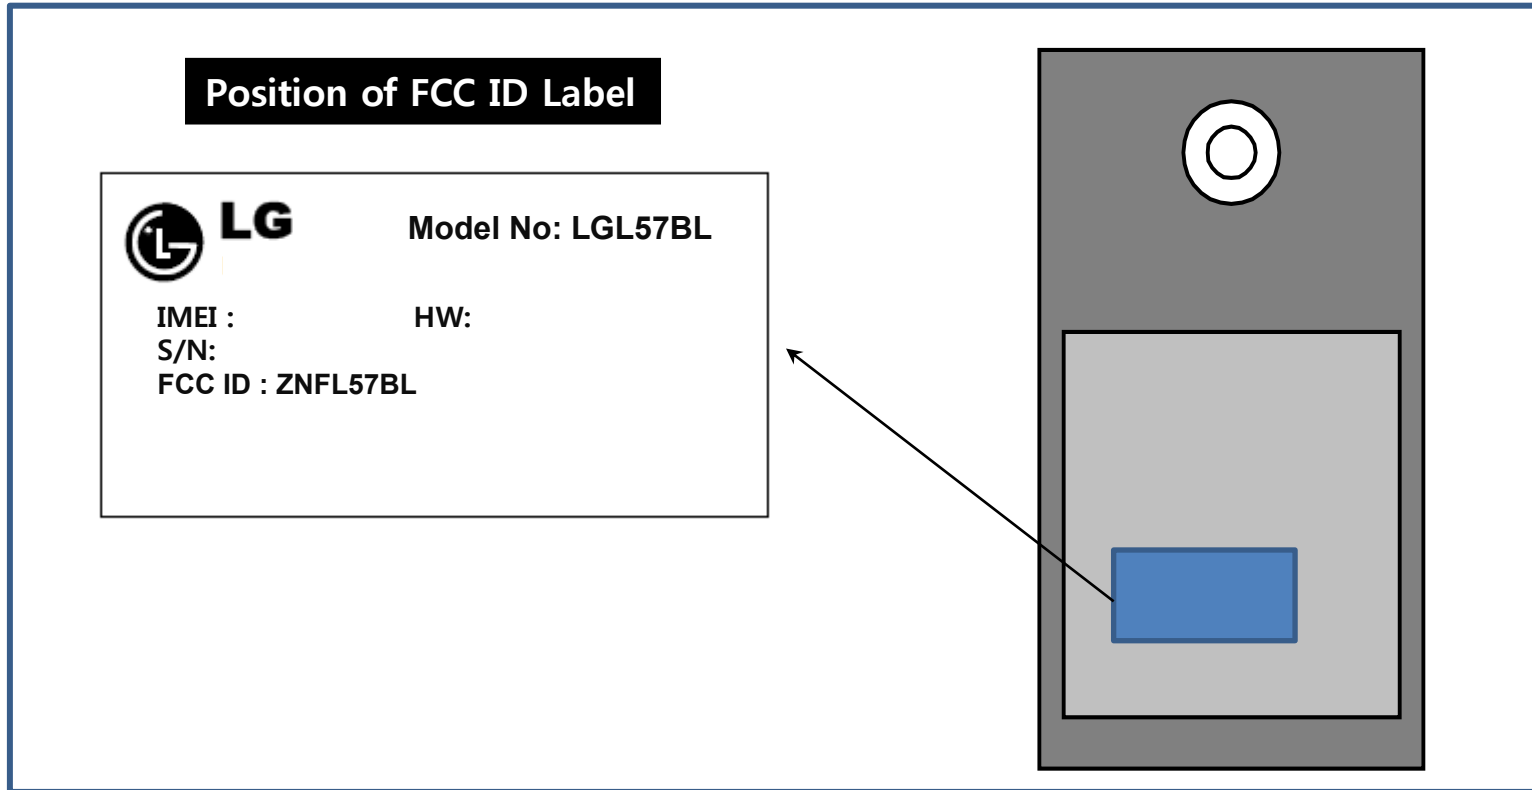 Position of FCC ID Label
LG
Model No: LGL57BL
IMEI :
HW:
S/N:
FCC ID : ZNFL57BL